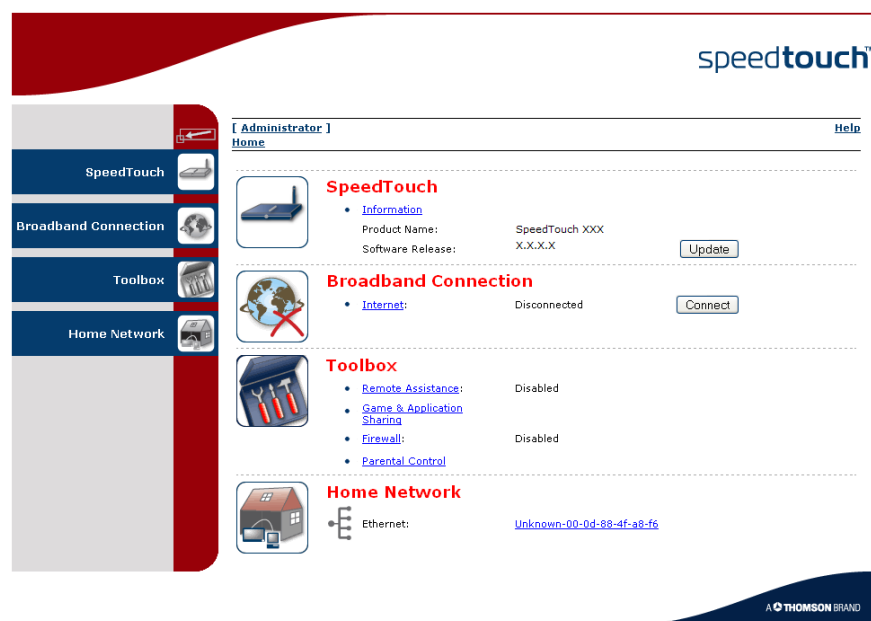 speedtouch™
[ Administrator ]
Help
Home
SpeedTouch
Broadband Connection
Toolbox
Home Network
SpeedTouch
Information
Product Name: SpeedTouch XXX
Software Release: X.X.X.X
Update
Broadband Connection
Internet: Disconnected
Connect
Toolbox
Remote Assistance: Disabled
Game & Application
Sharing
Firewall: Disabled
Parental Control
Home Network
Ethernet: Unknown-00-0d-88-4f-a8-f6
A THOMSON BRAND